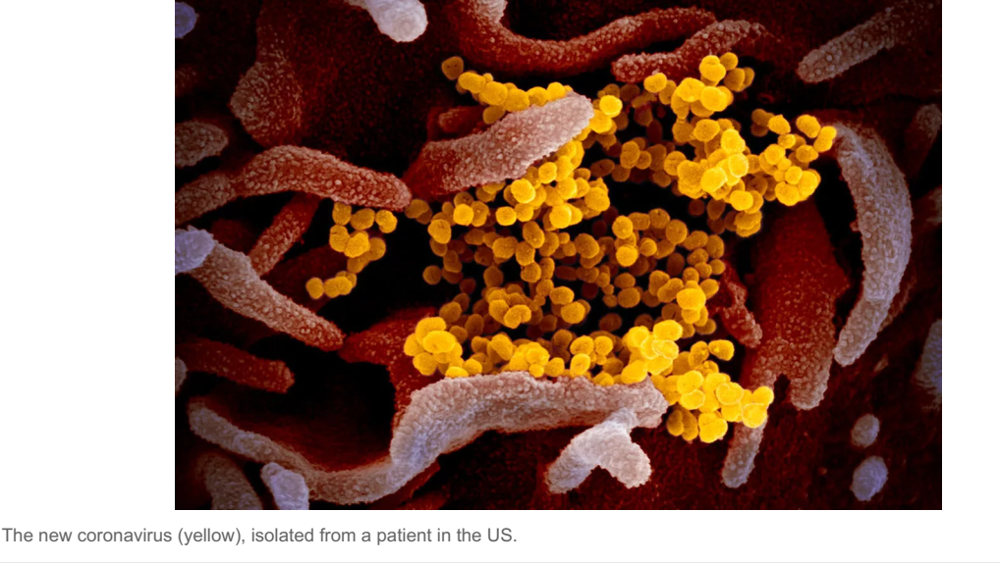 The new coronavirus (yellow), isolated from a patient in the US.